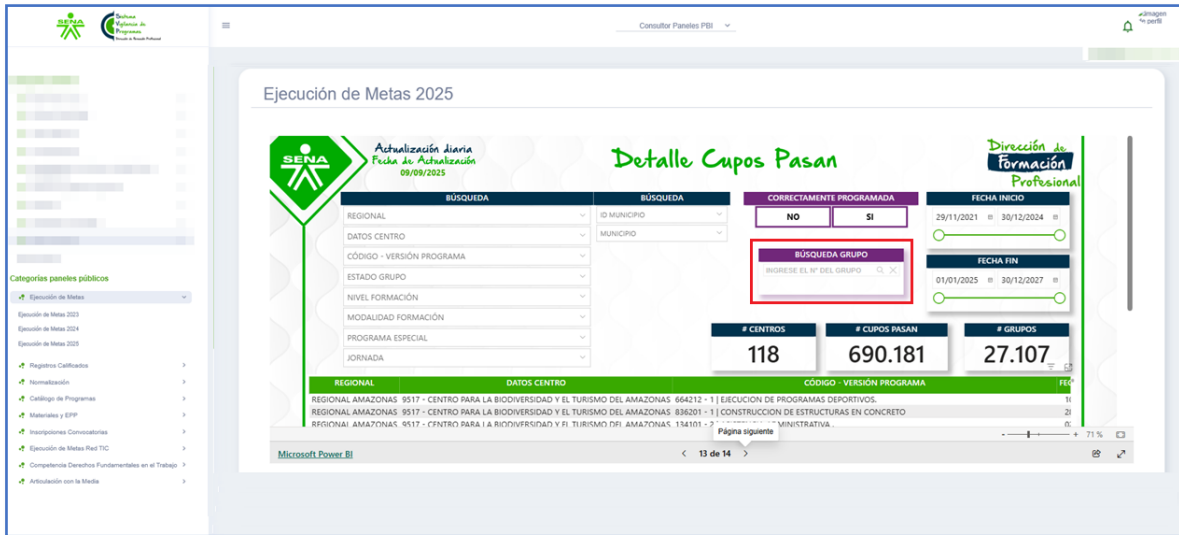 SENA
Sistema
Vigilancia de
Programas
Dirección de Formación Profesional
Consultor Paneles PBI
Imagen
de perfil
Categorías paneles públicos
Ejecución de Metas
Ejecución de Metas 2023
Ejecución de Metas 2024
Ejecución de Metas 2025
Registros Calificados
Normalización
Catálogo de Programas
Materiales y EPP
Inscripciones Convocatorias
Ejecución de Metas Red TIC
Competencia Derechos Fundamentales en el Trabajo
Articulación con la Media
Ejecución de Metas 2025
SENA
Actualización diaria
Fecha de Actualización
09/09/2025
Detalle Cupos Pasan
Dirección de
Formación
Profesional
BÚSQUEDA
REGIONAL
DATOS CENTRO
CÓDIGO - VERSIÓN PROGRAMA
ESTADO GRUPO
NIVEL FORMACIÓN
MODALIDAD FORMACIÓN
PROGRAMA ESPECIAL
JORNADA
BÚSQUEDA
ID MUNICIPIO
MUNICIPIO
CORRECTAMENTE PROGRAMADA
NO SI
BÚSQUEDA GRUPO
INGRESE EL N° DEL GRUPO
FECHA INICIO
29/11/2021 30/12/2024
FECHA FIN
01/01/2025 30/12/2027
# CENTROS
118
# CUPOS PASAN
690.181
# GRUPOS
27.107
REGIONAL DATOS CENTRO CÓDIGO - VERSIÓN PROGRAMA
REGIONAL AMAZONAS 9517 - CENTRO PARA LA BIODIVERSIDAD Y EL TURISMO DEL AMAZONAS 664212 - 1 | EJECUCION DE PROGRAMAS DEPORTIVOS.
REGIONAL AMAZONAS 9517 - CENTRO PARA LA BIODIVERSIDAD Y EL TURISMO DEL AMAZONAS 836201 - 1 | CONSTRUCCION DE ESTRUCTURAS EN CONCRETO
REGIONAL AMAZONAS 9517 - CENTRO PARA LA BIODIVERSIDAD Y EL TURISMO DEL AMAZONAS 134101 -
Página siguiente
71 %
Microsoft Power BI
13 de 14